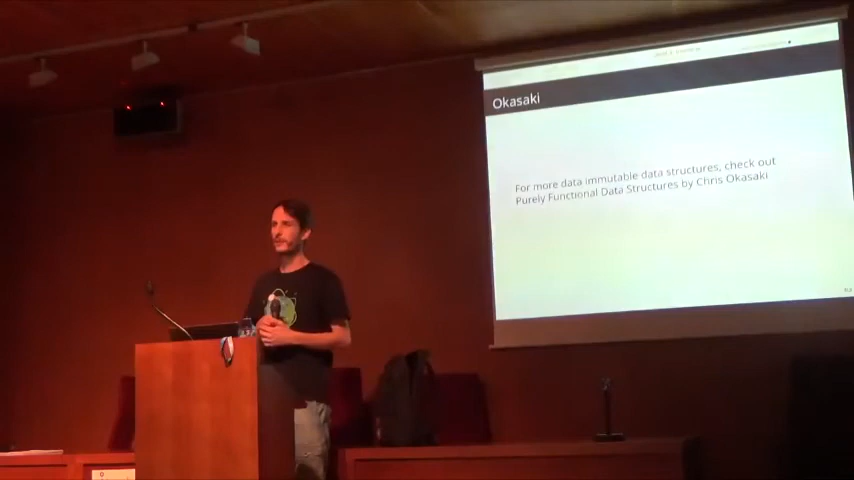 Okasaki
For more data immutable data structures, check out
Purely Functional Data Structures by Chris Okasaki